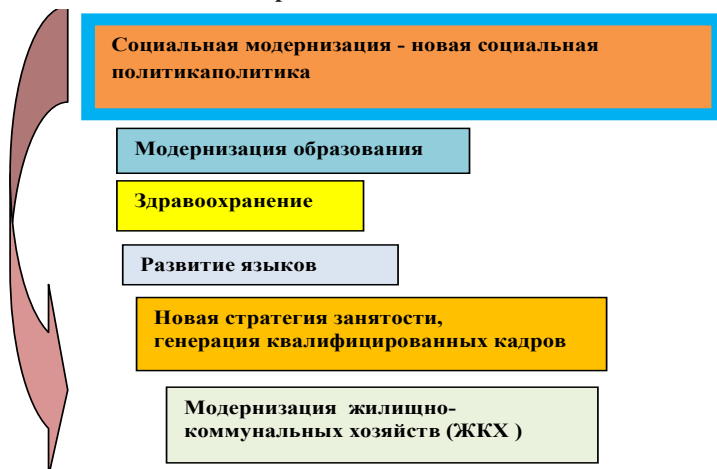 Социальная модернизация - новая социальная
политикаполитика
Модернизация образования
Здравоохранение
Развитие языков
Новая стратегия занятости,
генерация квалифицированных кадров
Модернизация жилищно-
коммунальных хозяйств (ЖКХ )